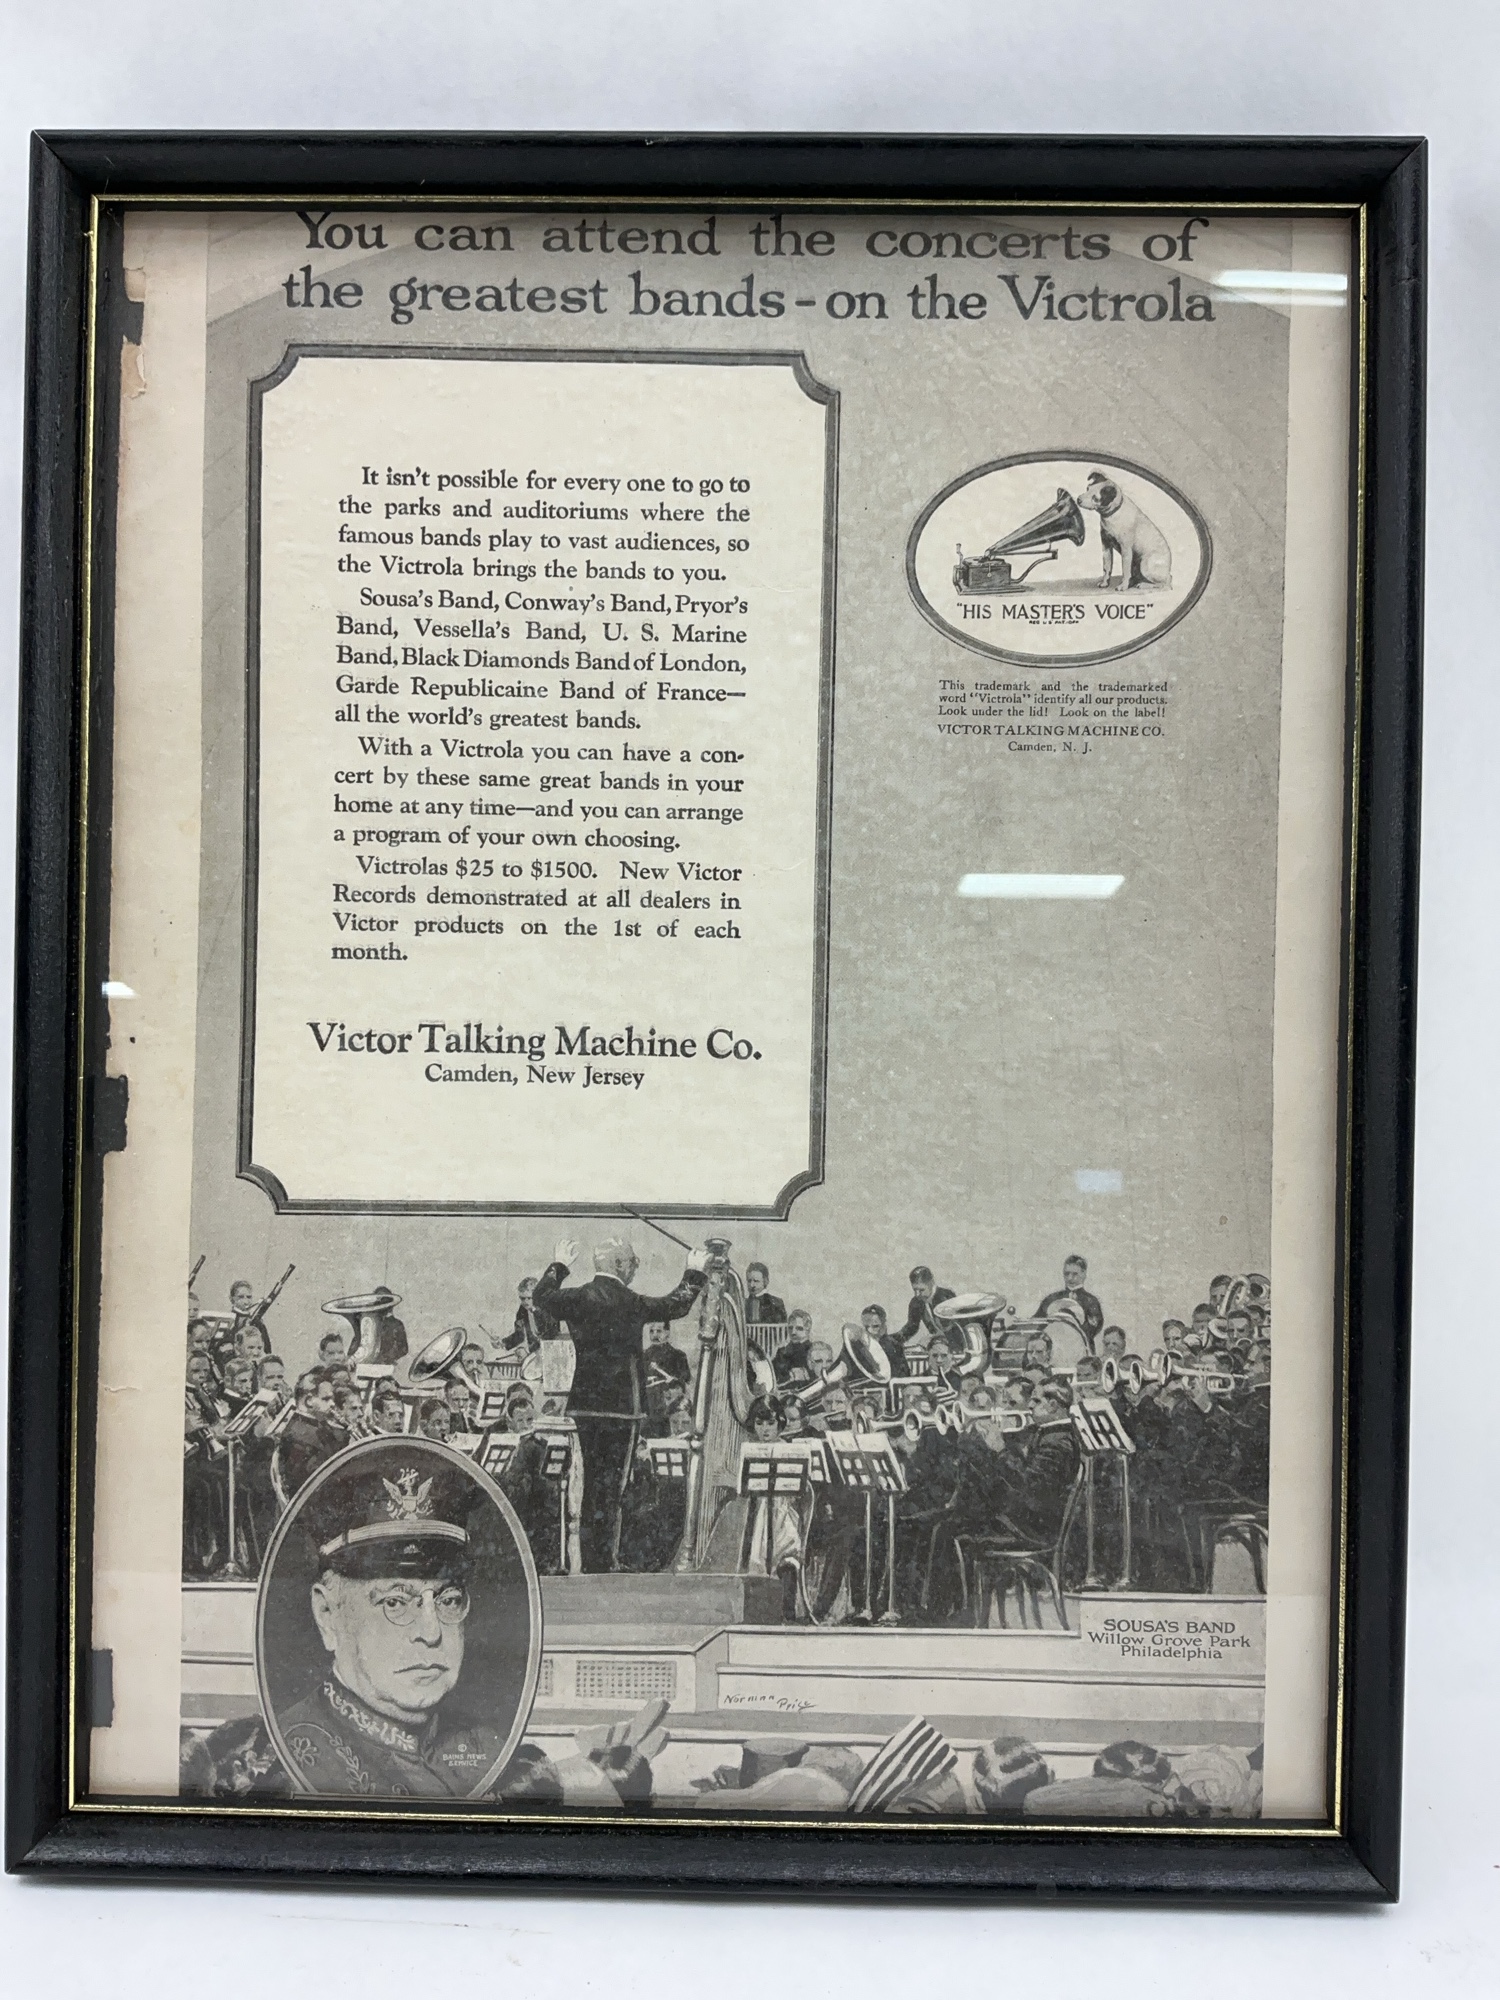 You can attend the concerts of
the greatest bands-on the Victrola
It isn't possible for every one to go to
the parks and auditoriums where the
famous bands play to vast audiences, so
the Victrola brings the bands to you.
Sousa's Band, Conway's Band, Pryor's
Band, Vessella's Band, U. S. Marine
Band, Black Diamonds Band of London,
Garde Republicaine Band of France—
all the world's greatest bands.
With a Victrola you can have a con-
cert by these same great bands in your
home at any time—and you can arrange
a program of your own choosing.
Victrolas $25 to $1500. New Victor
Records demonstrated at all dealers in
Victor products on the 1st of each
month.
Victor Talking Machine Co.
Camden, New Jersey
"HIS MASTER'S VOICE"
REG. U.S. PAT. OFF.
This trademark and the trademarked
word "Victrola" identify all our products.
Look under the lid! Look on the label!
VICTOR TALKING MACHINE CO.
Camden, N. J.
SOUSA'S BAND
Willow Grove Park
Philadelphia
Norman Price
©
BAINS NEWS
SERVICE